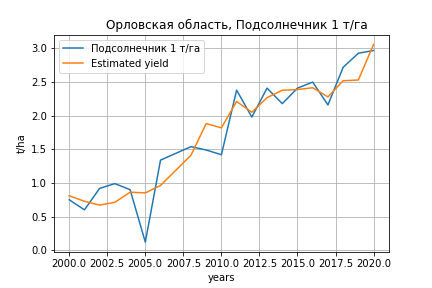 Орловская область, Подсолнечник 1 т/га
Подсолнечник 1 т/га
Estimated yield
3.0
2.5
2.0
1.5
1.0
0.5
0.0
t/ha
2000.0 2002.5 2005.0 2007.5 2010.0 2012.5 2015.0 2017.5 2020.0
years